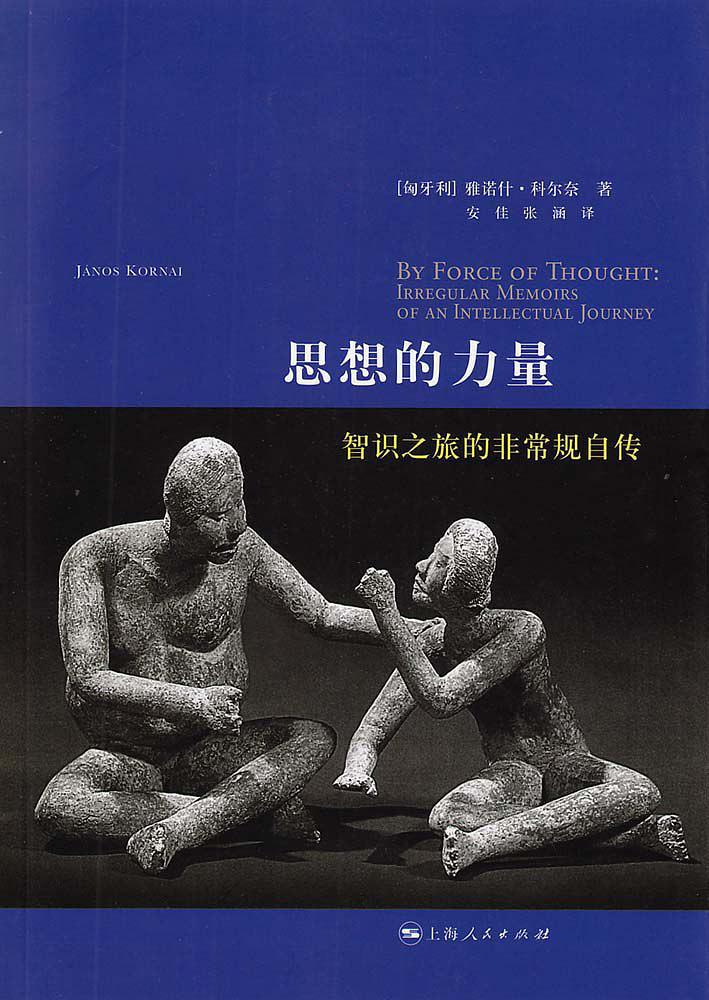 [匈牙利] 雅诺什·科尔奈 著
安佳张涵译
JÁNOS KORNAI
BY FORCE OF THOUGHT:
IRREGULAR MEMOIRS
OF AN INTELLECTUAL JOURNEY
思想的力量
智识之旅的非常规自传
上海人民出版社